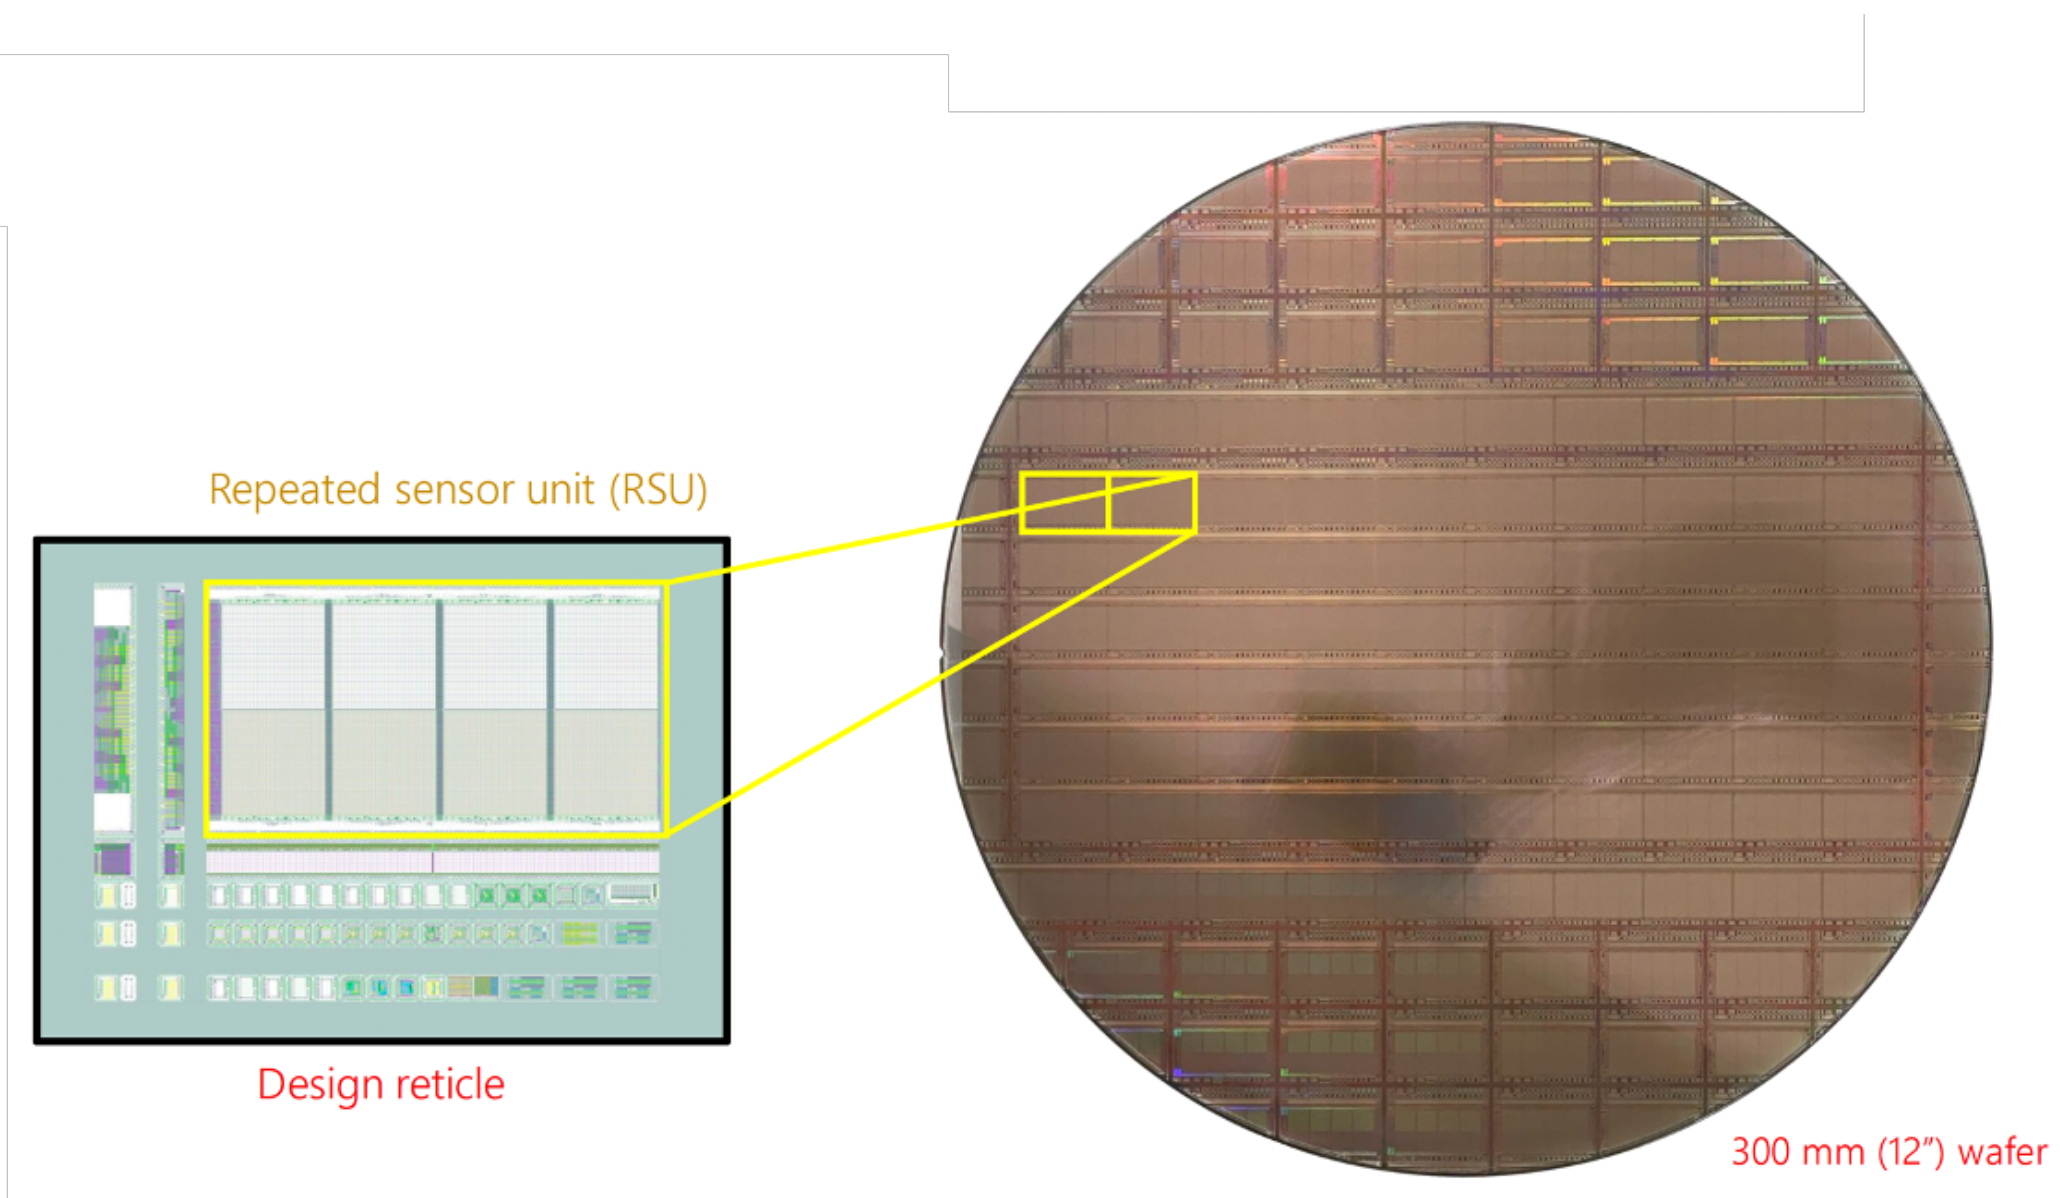 Repeated sensor unit (RSU)
Design reticle
300 mm (12”) wafer